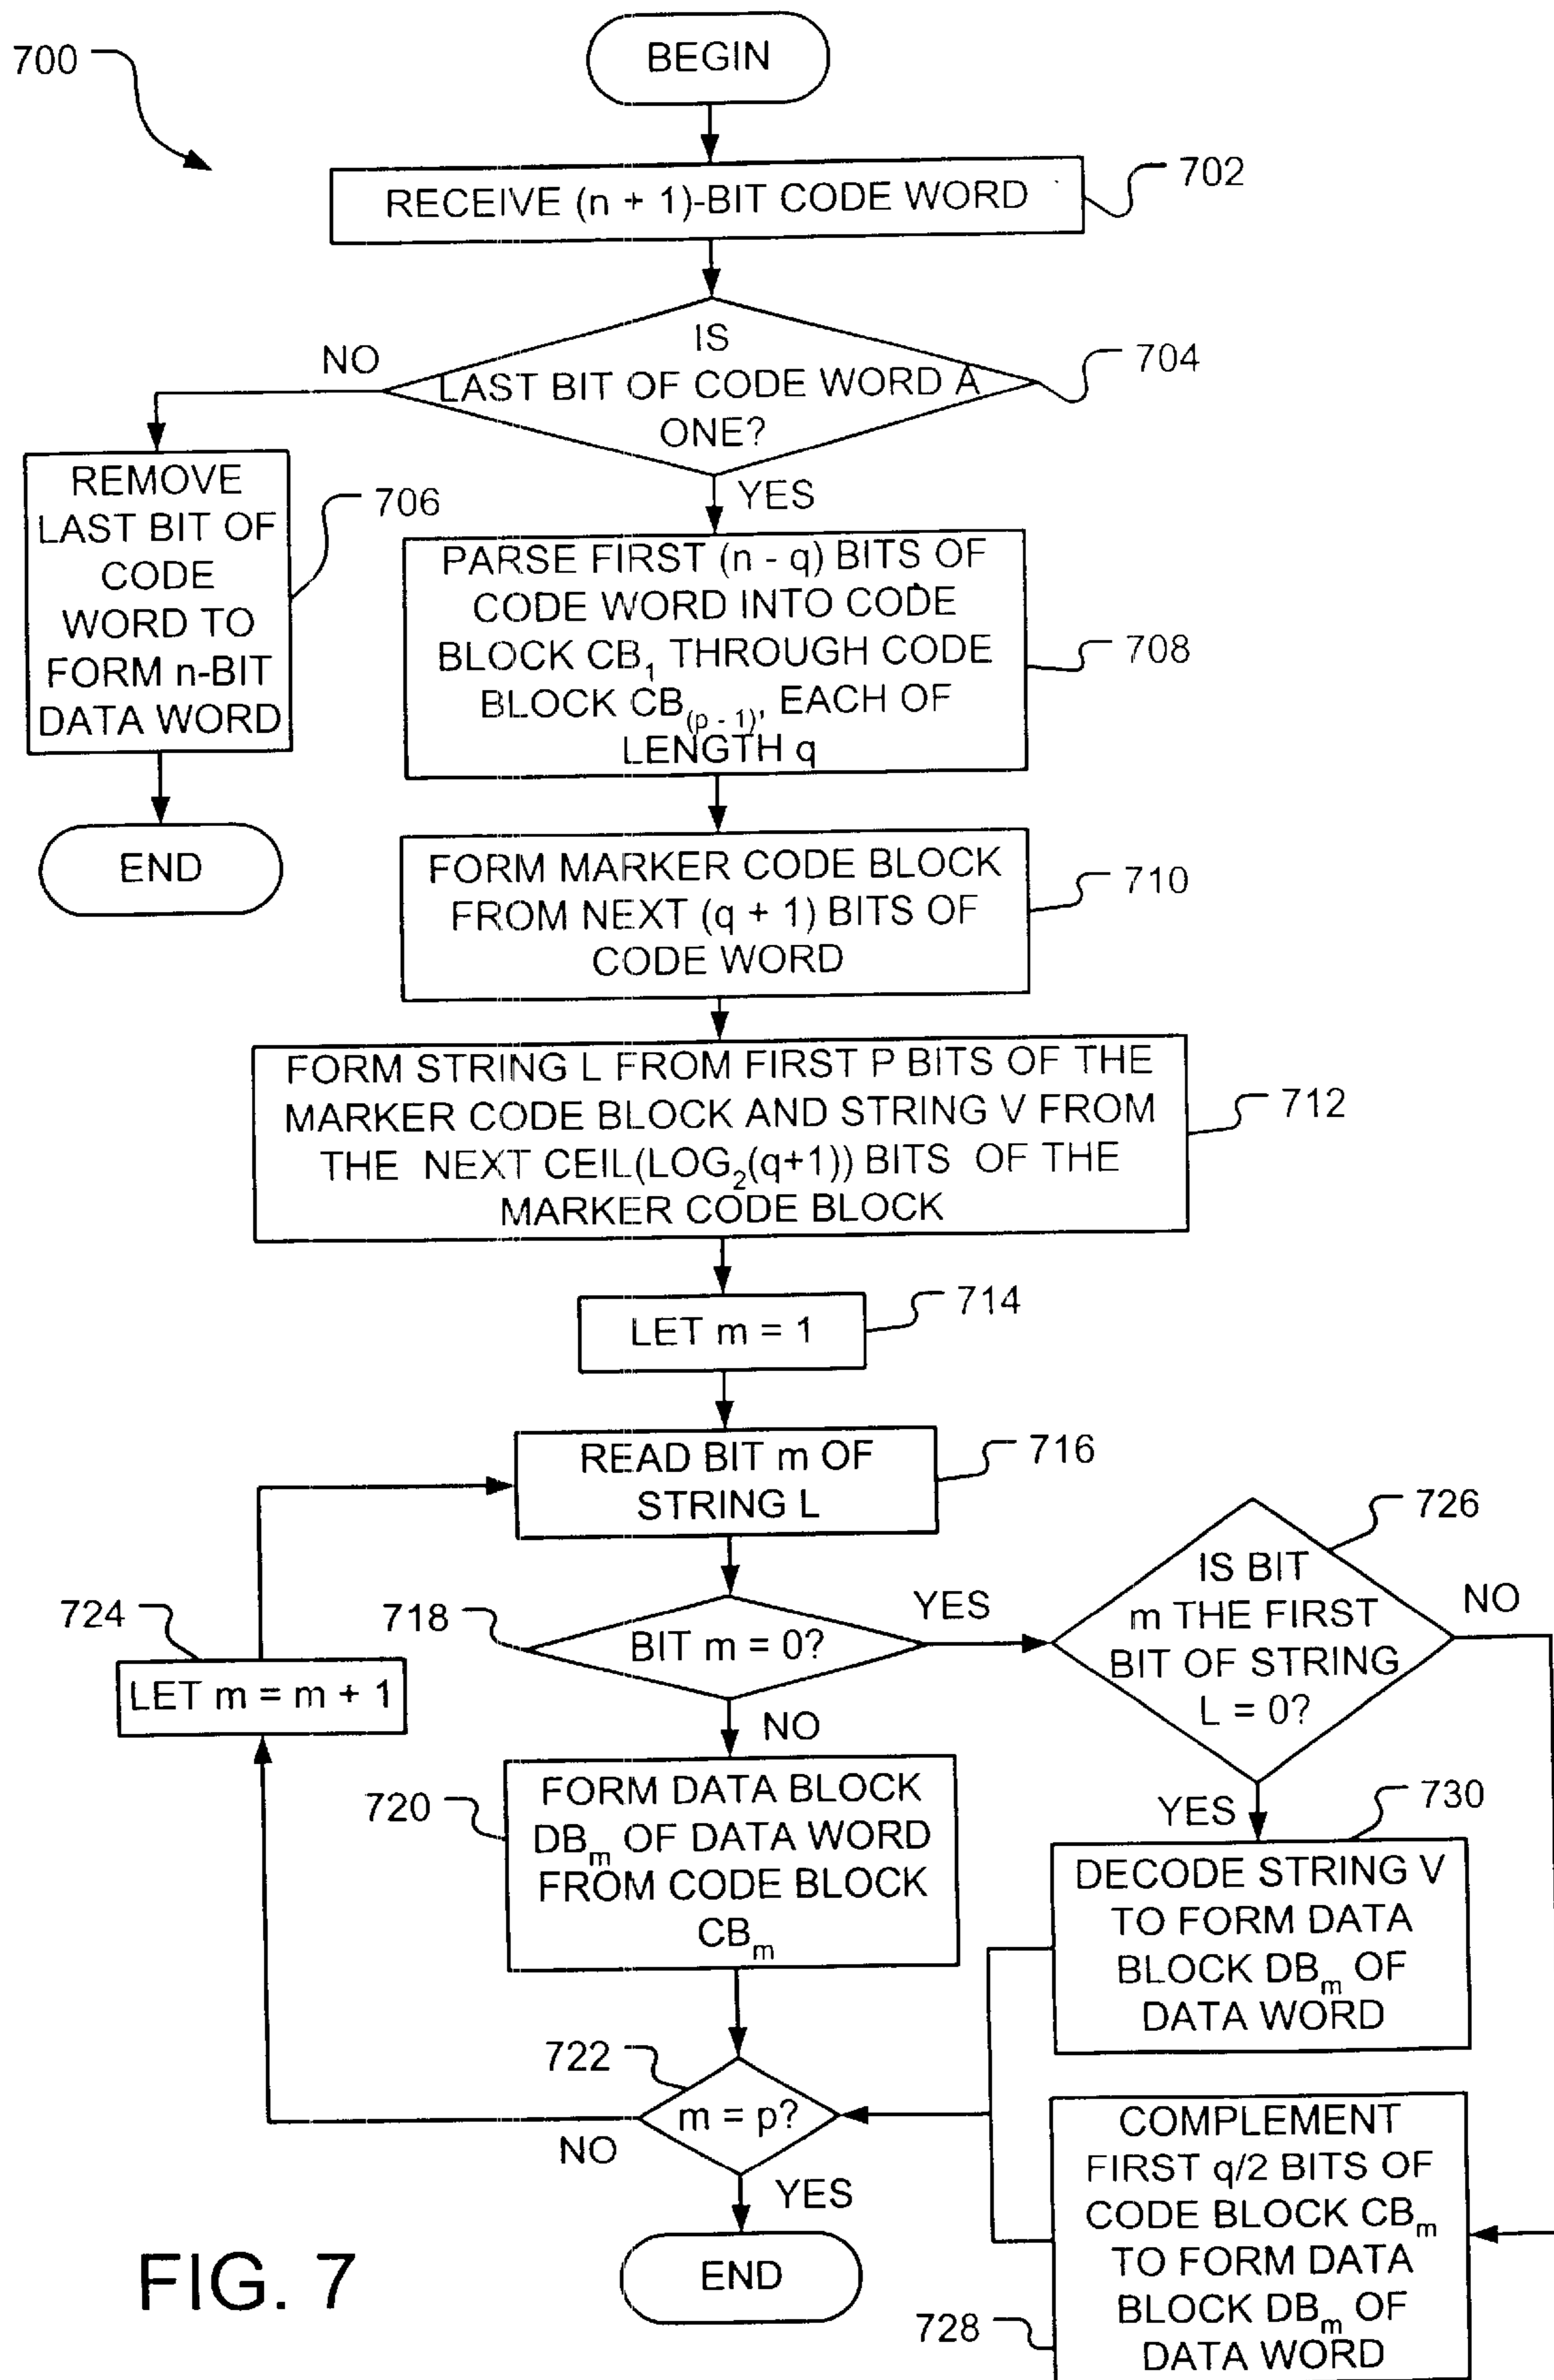 700
BEGIN
RECEIVE (n + 1)-BIT CODE WORD
702
IS
LAST BIT OF CODE WORD A
ONE?
704
NO
YES
REMOVE
LAST BIT OF
CODE
WORD TO
FORM n-BIT
DATA WORD
706
END
PARSE FIRST (n - q) BITS OF
CODE WORD INTO CODE
BLOCK CB1 THROUGH CODE
BLOCK CB(p - 1), EACH OF
LENGTH q
708
FORM MARKER CODE BLOCK
FROM NEXT (q + 1) BITS OF
CODE WORD
710
FORM STRING L FROM FIRST P BITS OF THE
MARKER CODE BLOCK AND STRING V FROM
THE NEXT CEIL(LOG2(q+1)) BITS OF THE
MARKER CODE BLOCK
712
LET m = 1
714
READ BIT m OF
STRING L
716
BIT m = 0?
718
YES
NO
724
LET m = m + 1
IS BIT
m THE FIRST
BIT OF STRING
L = 0?
726
NO
YES
FORM DATA BLOCK
DBm OF DATA WORD
FROM CODE BLOCK
CBm
720
DECODE STRING V
TO FORM DATA
BLOCK DBm OF
DATA WORD
730
722
m = p?
NO
YES
COMPLEMENT
FIRST q/2 BITS OF
CODE BLOCK CBm
TO FORM DATA
BLOCK DBm OF
DATA WORD
728
END
FIG. 7